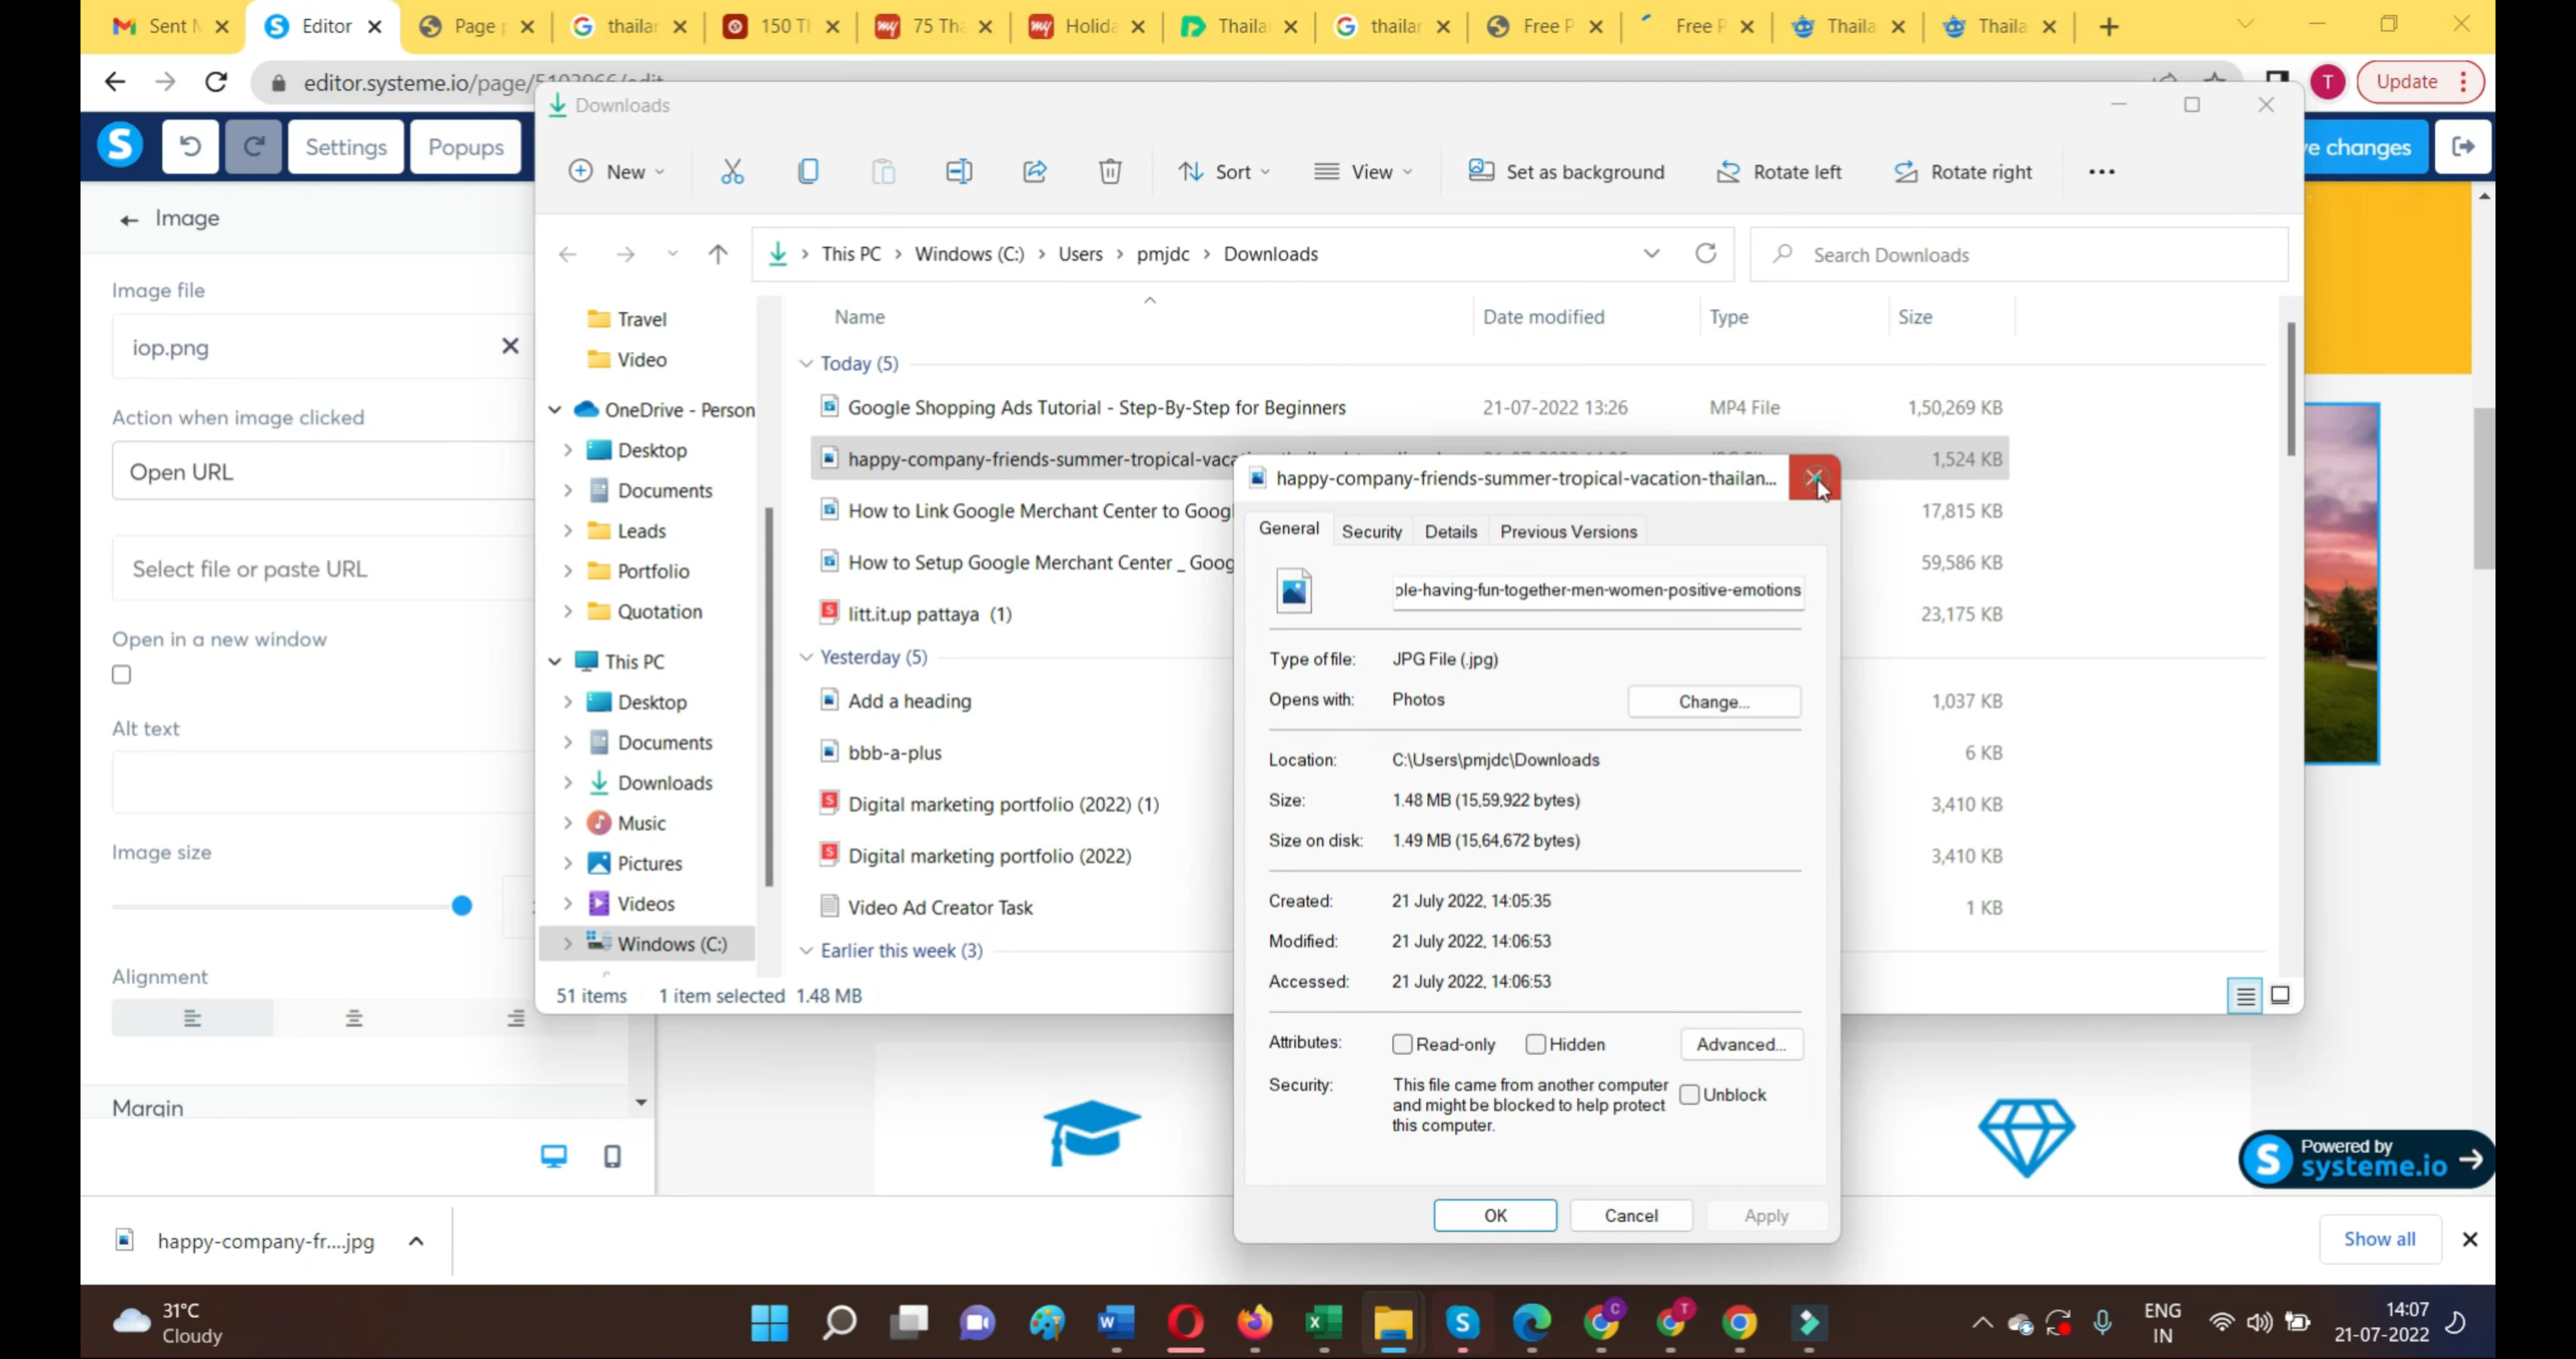 Sent M
Editor
Page p
thailar
150 Th
75 Tha
Holida
Thailai
thailar
Free P
Free P
Thaila
Thaila
editor.systeme.io/page/5103966/edit
T
Update
Downloads
Settings
Popups
e changes
New
Sort
View
Set as background
Rotate left
Rotate right
Image
This PC
Windows (C:)
Users
pmjdc
Downloads
Search Downloads
Image file
iop.png
Action when image clicked
Open URL
Select file or paste URL
Open in a new window
Alt text
Image size
Alignment
Margin
Travel
Video
OneDrive - Person
Desktop
Documents
Leads
Portfolio
Quotation
This PC
Desktop
Documents
Downloads
Music
Pictures
Videos
Windows (C:)
Name
Date modified
Type
Size
Today (5)
Google Shopping Ads Tutorial - Step-By-Step for Beginners 21-07-2022 13:26 MP4 File 1,50,269 KB
happy-company-friends-summer-tropical-vaca 1,524 KB
How to Link Google Merchant Center to Googl 17,815 KB
How to Setup Google Merchant Center _ Goog 59,586 KB
litt.it.up pattaya (1) 23,175 KB
Yesterday (5)
Add a heading 1,037 KB
bbb-a-plus 6 KB
Digital marketing portfolio (2022) (1) 3,410 KB
Digital marketing portfolio (2022) 3,410 KB
Video Ad Creator Task 1 KB
Earlier this week (3)
51 items 1 item selected 1.48 MB
happy-company-friends-summer-tropical-vacation-thailan...
General Security Details Previous Versions
ple-having-fun-together-men-women-positive-emotions
Type of file: JPG File (.jpg)
Opens with: Photos Change...
Location: C:\Users\pmjdc\Downloads
Size: 1.48 MB (15,59,922 bytes)
Size on disk: 1.49 MB (15,64,672 bytes)
Created: 21 July 2022, 14:05:35
Modified: 21 July 2022, 14:06:53
Accessed: 21 July 2022, 14:06:53
Attributes: Read-only Hidden Advanced...
Security: This file came from another computer
and might be blocked to help protect
this computer.
Unblock
OK Cancel Apply
Powered by
systeme.io
happy-company-fr....jpg
Show all
31°C
Cloudy
ENG
IN
14:07
21-07-2022